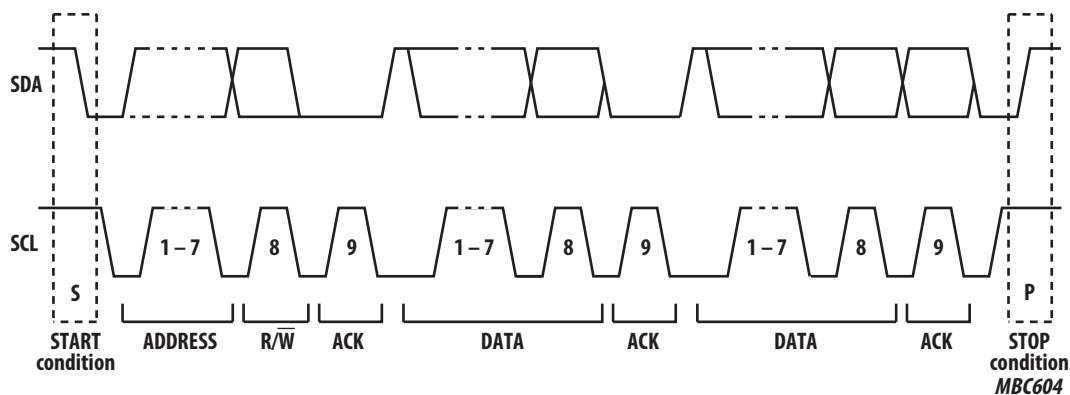 SDA
SCL
1 – 7
8
9
1 – 7
8
9
1 – 7
8
9
S
P
START
condition
ADDRESS
R/W̅
ACK
DATA
ACK
DATA
ACK
STOP
condition
MBC604